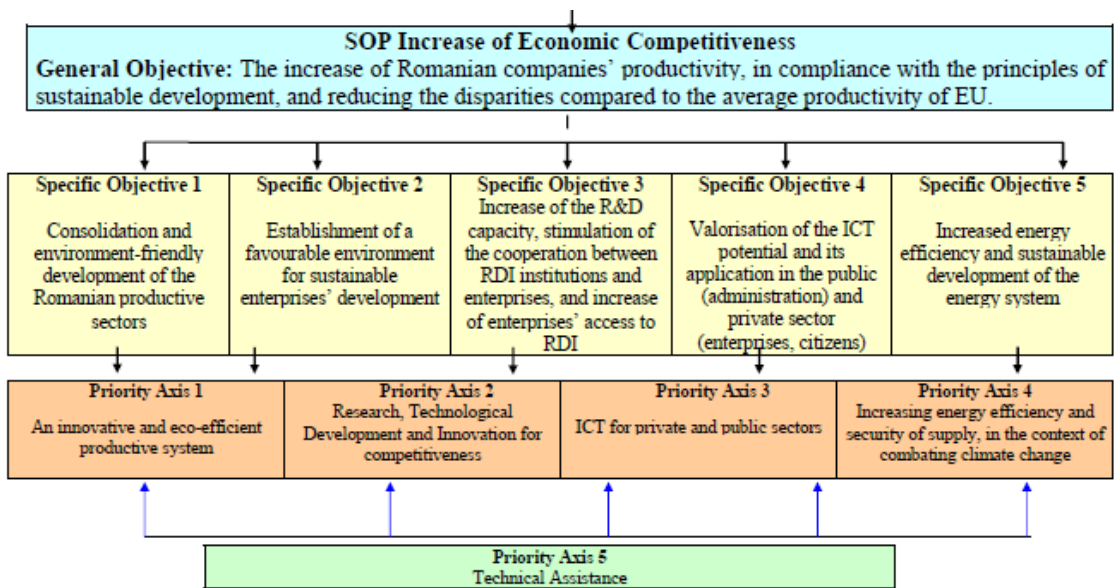 SOP Increase of Economic Competitiveness
General Objective: The increase of Romanian companies' productivity, in compliance with the principles of
sustainable development, and reducing the disparities compared to the average productivity of EU.
Specific Objective 1
Consolidation and
environment-friendly
development of the
Romanian productive
sectors
Specific Objective 2
Establishment of a
favourable environment
for sustainable
enterprises' development
Specific Objective 3
Increase of the R&D
capacity, stimulation of
the cooperation between
RDI institutions and
enterprises, and increase
of enterprises' access to
RDI
Specific Objective 4
Valorisation of the ICT
potential and its
application in the public
(administration) and
private sector
(enterprises, citizens)
Specific Objective 5
Increased energy
efficiency and sustainable
development of the
energy system
Priority Axis 1
An innovative and eco-efficient
productive system
Priority Axis 2
Research, Technological
Development and Innovation for
competitiveness
Priority Axis 3
ICT for private and public sectors
Priority Axis 4
Increasing energy efficiency and
security of supply, in the context of
combating climate change
Priority Axis 5
Technical Assistance